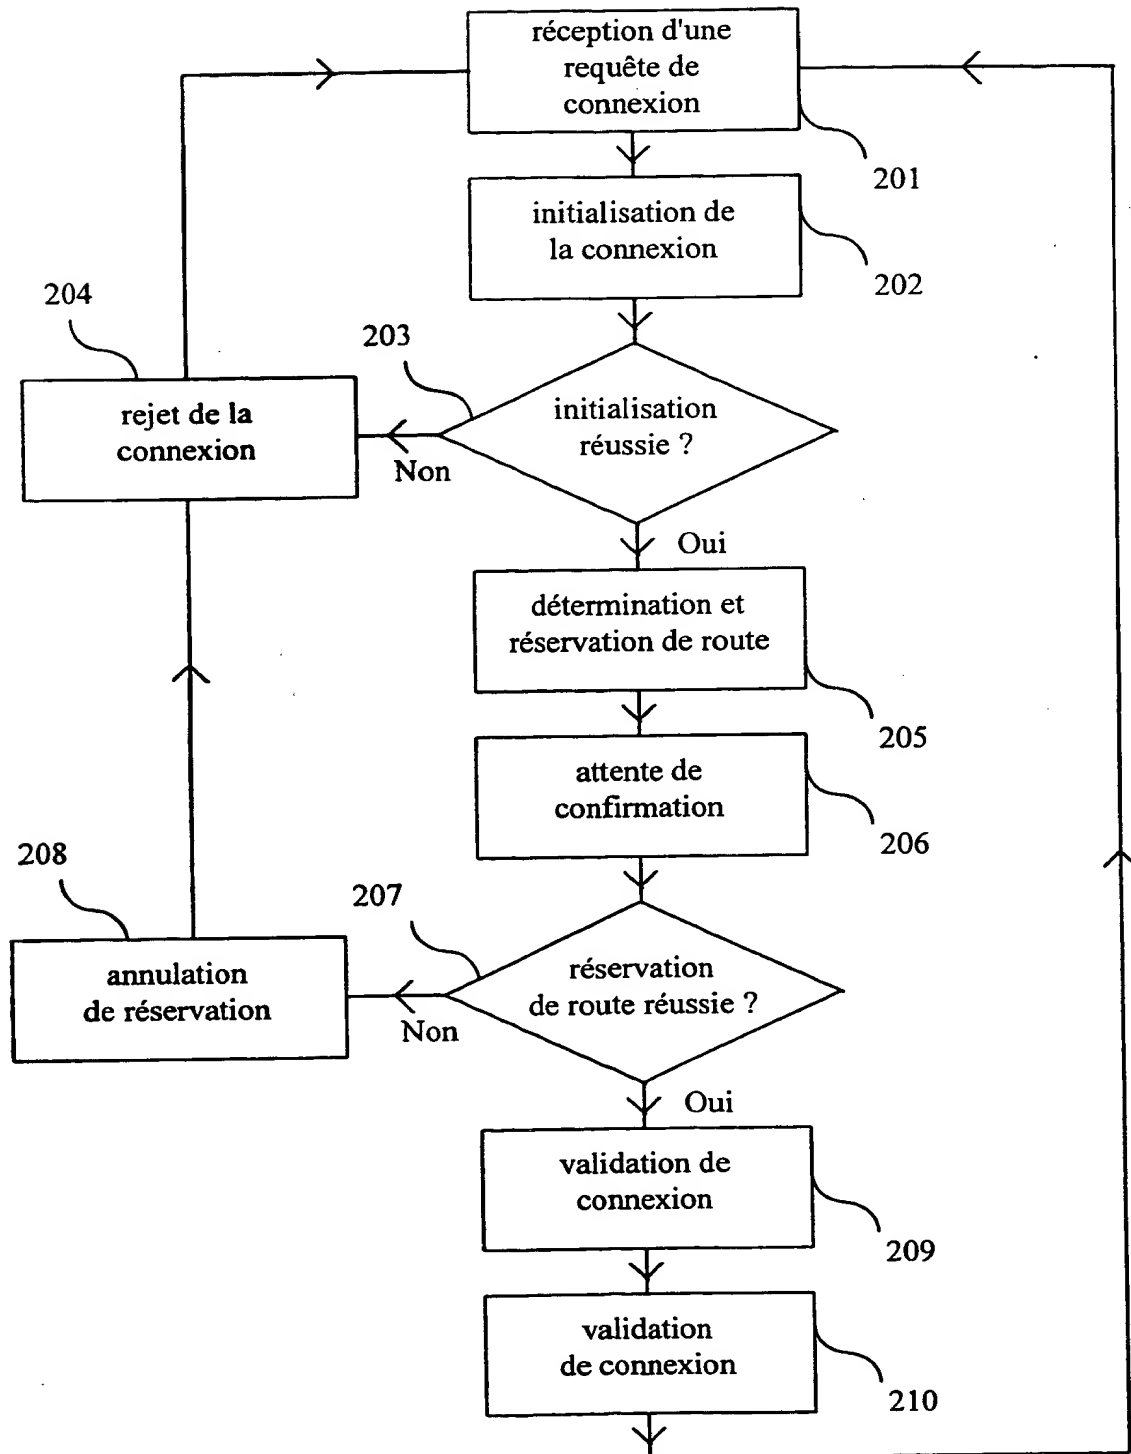 réception d'une
requête de
connexion
201
initialisation de
la connexion
202
204
203
rejet de la
connexion
initialisation
réussie ?
Non
Oui
détermination et
réservation de route
205
attente de
confirmation
206
208
207
annulation
de réservation
réservation
de route réussie ?
Non
Oui
validation de
connexion
209
validation
de connexion
210